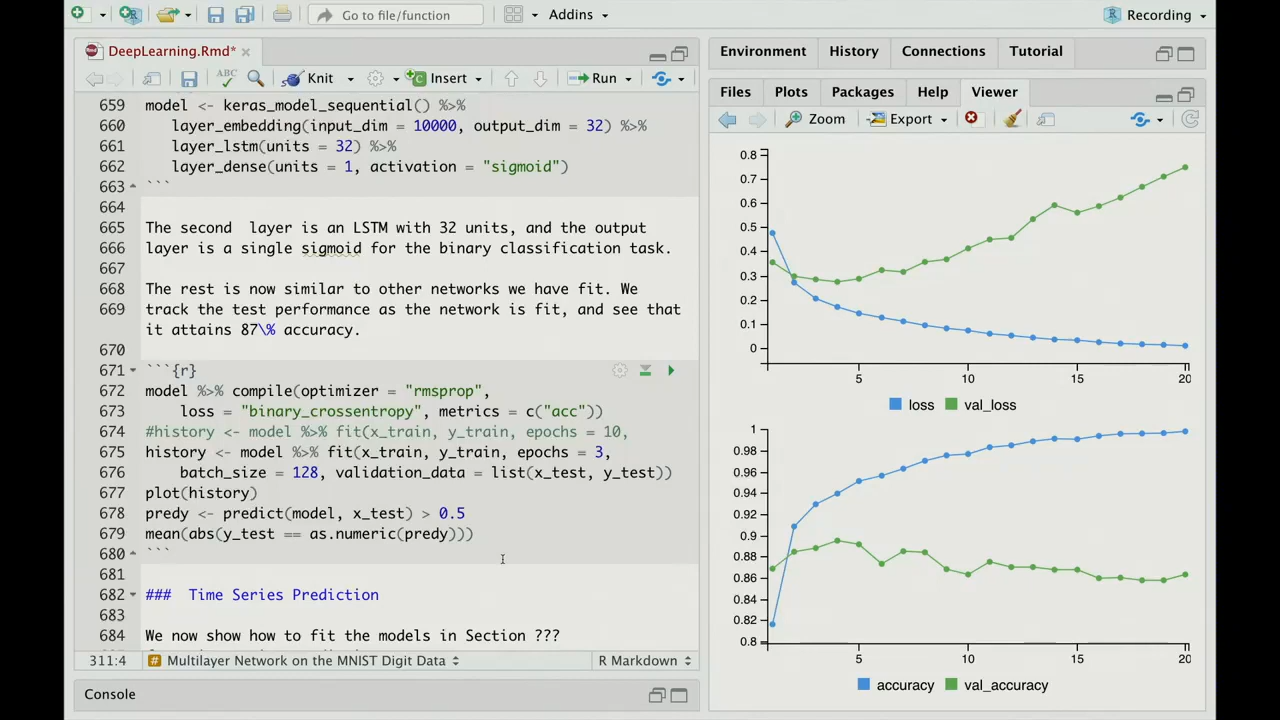 Go to file/function
Addins
Recording
DeepLearning.Rmd*
ABC
Knit
Insert
Run
659 model <- keras_model_sequential() %>%
660 layer_embedding(input_dim = 10000, output_dim = 32) %>%
661 layer_lstm(units = 32) %>%
662 layer_dense(units = 1, activation = "sigmoid")
663 ```
664
665 The second  layer is an LSTM with 32 units, and the output
666 layer is a single sigmoid for the binary classification task.
667
668 The rest is now similar to other networks we have fit. We
669 track the test performance as the network is fit, and see that
it attains 87\% accuracy.
670
671 ```{r}
672 model %>% compile(optimizer = "rmsprop",
673 loss = "binary_crossentropy", metrics = c("acc"))
674 #history <- model %>% fit(x_train, y_train, epochs = 10,
675 history <- model %>% fit(x_train, y_train, epochs = 3,
676 batch_size = 128, validation_data = list(x_test, y_test))
677 plot(history)
678 predy <- predict(model, x_test) > 0.5
679 mean(abs(y_test == as.numeric(predy)))
680 ```
681
682 ###  Time Series Prediction
683
684 We now show how to fit the models in Section ???
311:4 # Multilayer Network on the MNIST Digit Data R Markdown
Console
Environment History Connections Tutorial
Files Plots Packages Help Viewer
Zoom Export
0.8
0.7
0.6
0.5
0.4
0.3
0.2
0.1
0
5 10 15 20
loss val_loss
1
0.98
0.96
0.94
0.92
0.9
0.88
0.86
0.84
0.82
0.8
5 10 15 20
accuracy val_accuracy